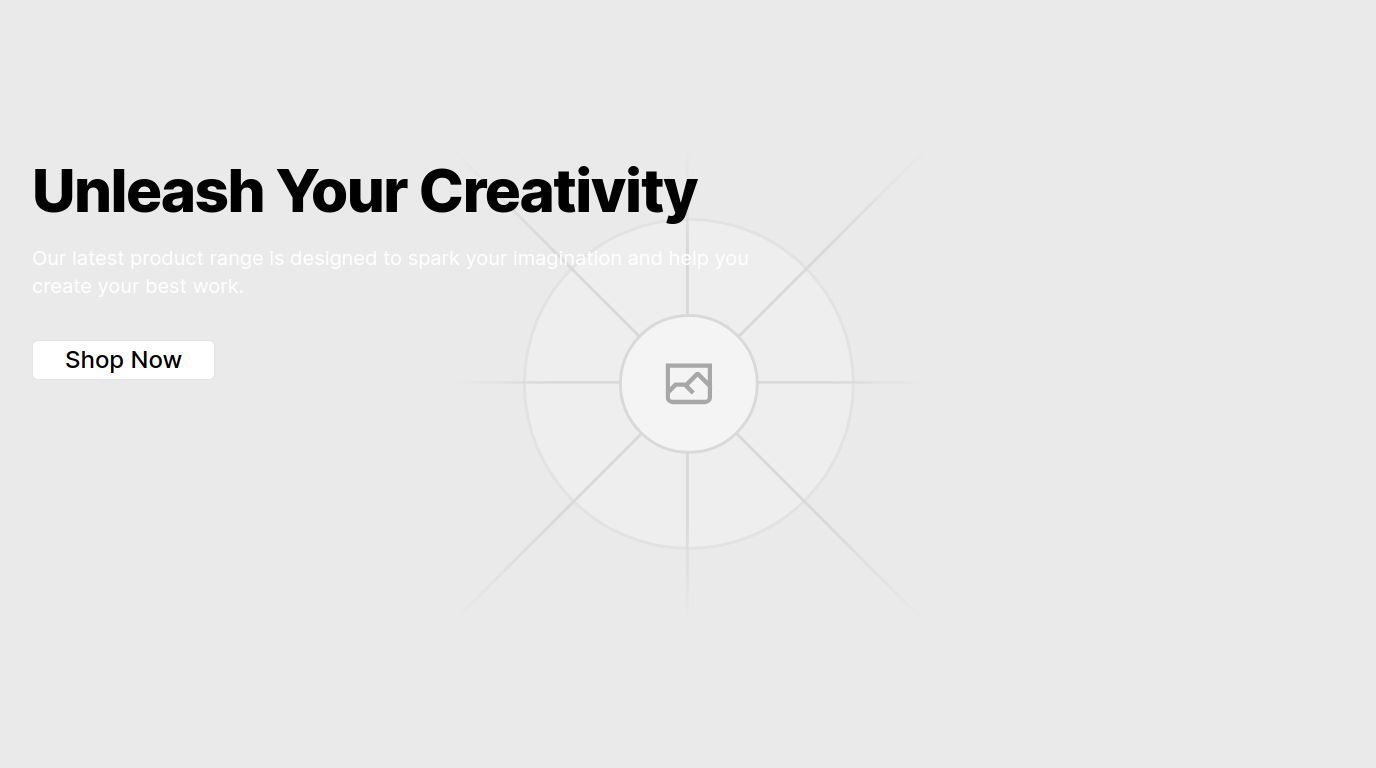 Unleash Your Creativity
Our latest product range is designed to spark your imagination and help you
create your best work.
Shop Now